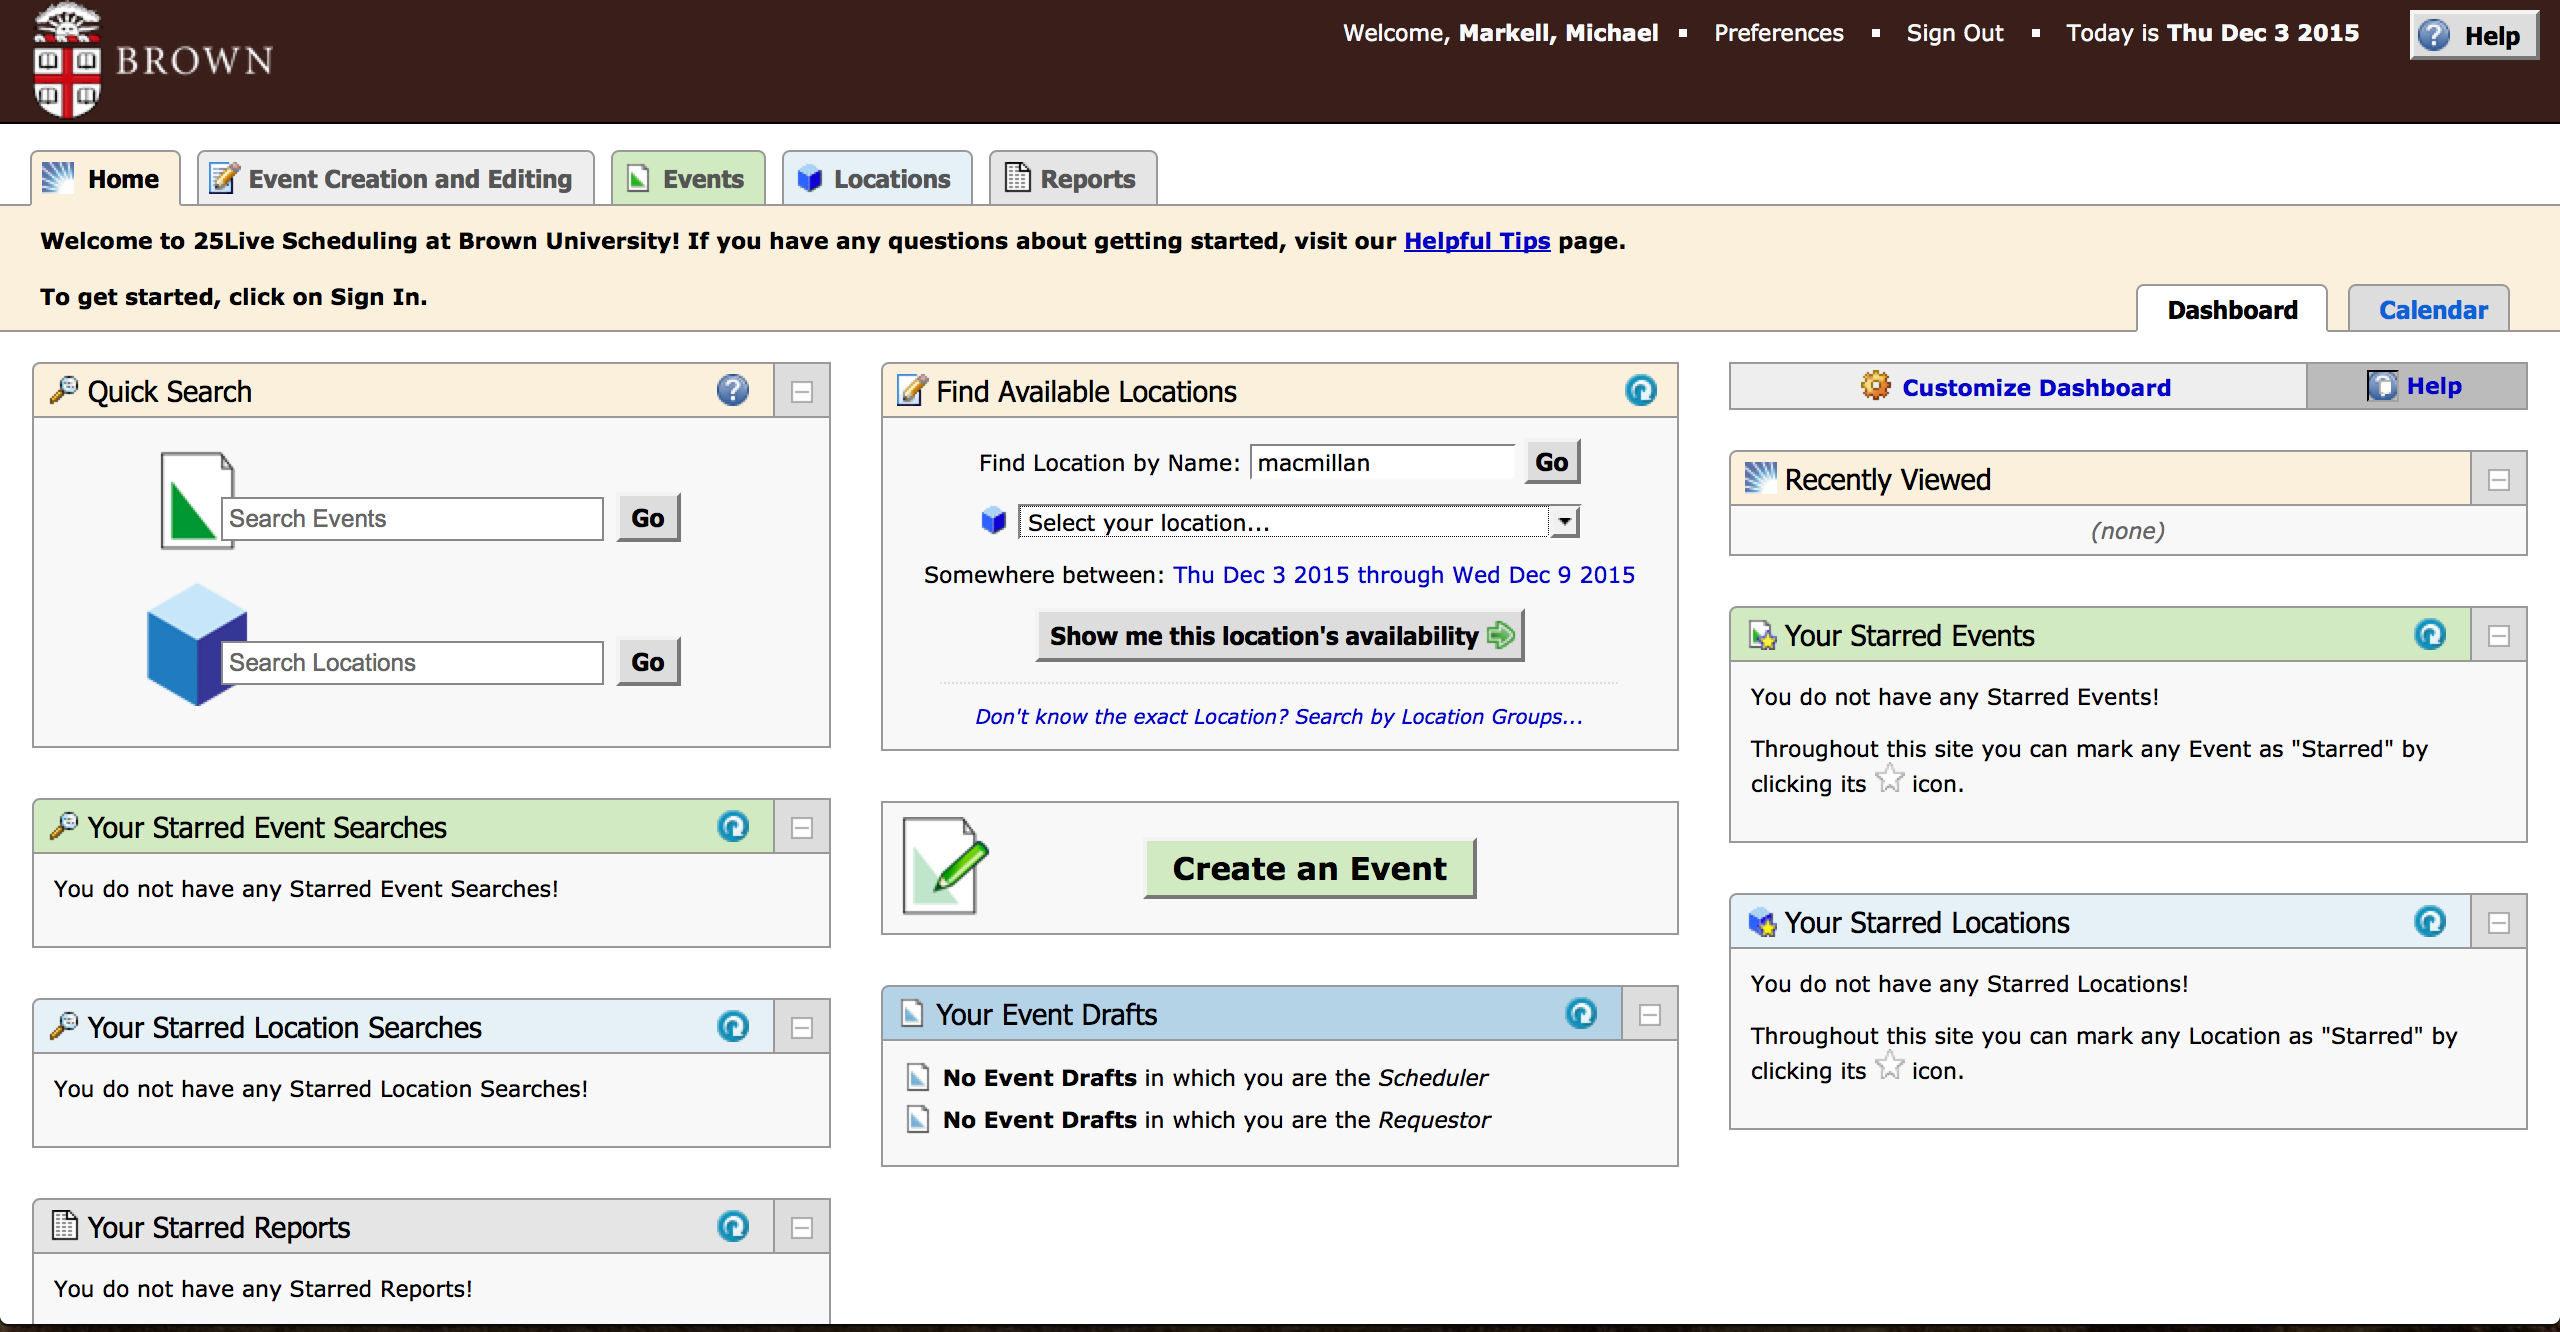 BROWN
Welcome, Markell, Michael ▪ Preferences ▪ Sign Out ▪ Today is Thu Dec 3 2015
Help
Home
Event Creation and Editing
Events
Locations
Reports
Welcome to 25Live Scheduling at Brown University! If you have any questions about getting started, visit our Helpful Tips page.
To get started, click on Sign In.
Dashboard
Calendar
Quick Search
Search Events
Go
Search Locations
Go
Your Starred Event Searches
You do not have any Starred Event Searches!
Your Starred Location Searches
You do not have any Starred Location Searches!
Your Starred Reports
You do not have any Starred Reports!
Find Available Locations
Find Location by Name: macmillan Go
Select your location...
Somewhere between: Thu Dec 3 2015 through Wed Dec 9 2015
Show me this location's availability
Don't know the exact Location? Search by Location Groups...
Create an Event
Your Event Drafts
No Event Drafts in which you are the Scheduler
No Event Drafts in which you are the Requestor
Customize Dashboard
Help
Recently Viewed
(none)
Your Starred Events
You do not have any Starred Events!
Throughout this site you can mark any Event as "Starred" by
clicking its ☆ icon.
Your Starred Locations
You do not have any Starred Locations!
Throughout this site you can mark any Location as "Starred" by
clicking its ☆ icon.